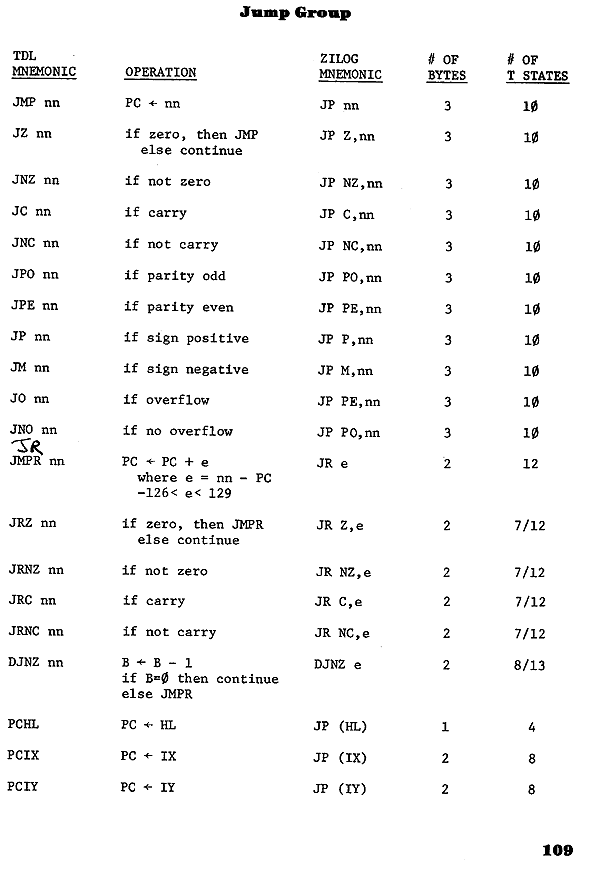 Jump Group
TDL ZILOG # OF # OF
MNEMONIC OPERATION MNEMONIC BYTES T STATES
JMP nn PC ← nn JP nn 3 1Ø
JZ nn if zero, then JMP JP Z,nn 3 1Ø
else continue
JNZ nn if not zero JP NZ,nn 3 1Ø
JC nn if carry JP C,nn 3 1Ø
JNC nn if not carry JP NC,nn 3 1Ø
JPO nn if parity odd JP PO,nn 3 1Ø
JPE nn if parity even JP PE,nn 3 1Ø
JP nn if sign positive JP P,nn 3 1Ø
JM nn if sign negative JP M,nn 3 1Ø
JO nn if overflow JP PE,nn 3 1Ø
JNO nn if no overflow JP PO,nn 3 1Ø
JR
JMPR nn PC ← PC + e JR e 2 12
where e = nn - PC
-126< e< 129
JRZ nn if zero, then JMPR JR Z,e 2 7/12
else continue
JRNZ nn if not zero JR NZ,e 2 7/12
JRC nn if carry JR C,e 2 7/12
JRNC nn if not carry JR NC,e 2 7/12
DJNZ nn B ← B - 1 DJNZ e 2 8/13
if B=Ø then continue
else JMPR
PCHL PC ← HL JP (HL) 1 4
PCIX PC ← IX JP (IX) 2 8
PCIY PC ← IY JP (IY) 2 8
109